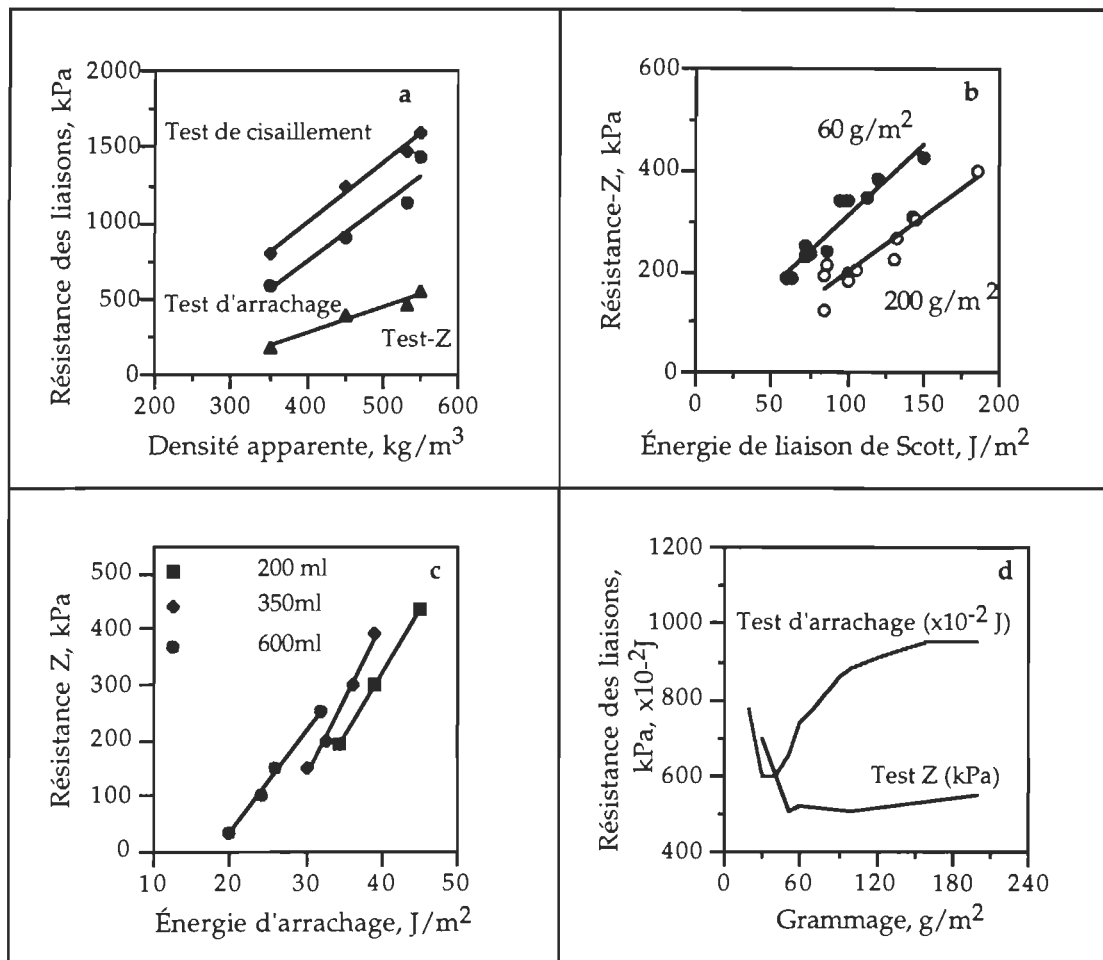 Résistance des liaisons, kPa
2000
1500
1000
500
0
a
Test de cisaillement
Test d'arrachage
Test-Z
200 300 400 500 600
Densité apparente, kg/m³
Résistance-Z, kPa
600
400
200
0
b
60 g/m²
200 g/m²
0 50 100 150 200
Énergie de liaison de Scott, J/m²
Résistance Z, kPa
500
400
300
200
100
0
c
200 ml
350ml
600ml
10 20 30 40 50
Énergie d'arrachage, J/m²
Résistance des liaisons,
kPa, x10⁻²J
1200
1000
800
600
400
d
Test d'arrachage (x10⁻² J)
Test Z (kPa)
0 60 120 180 240
Grammage, g/m²